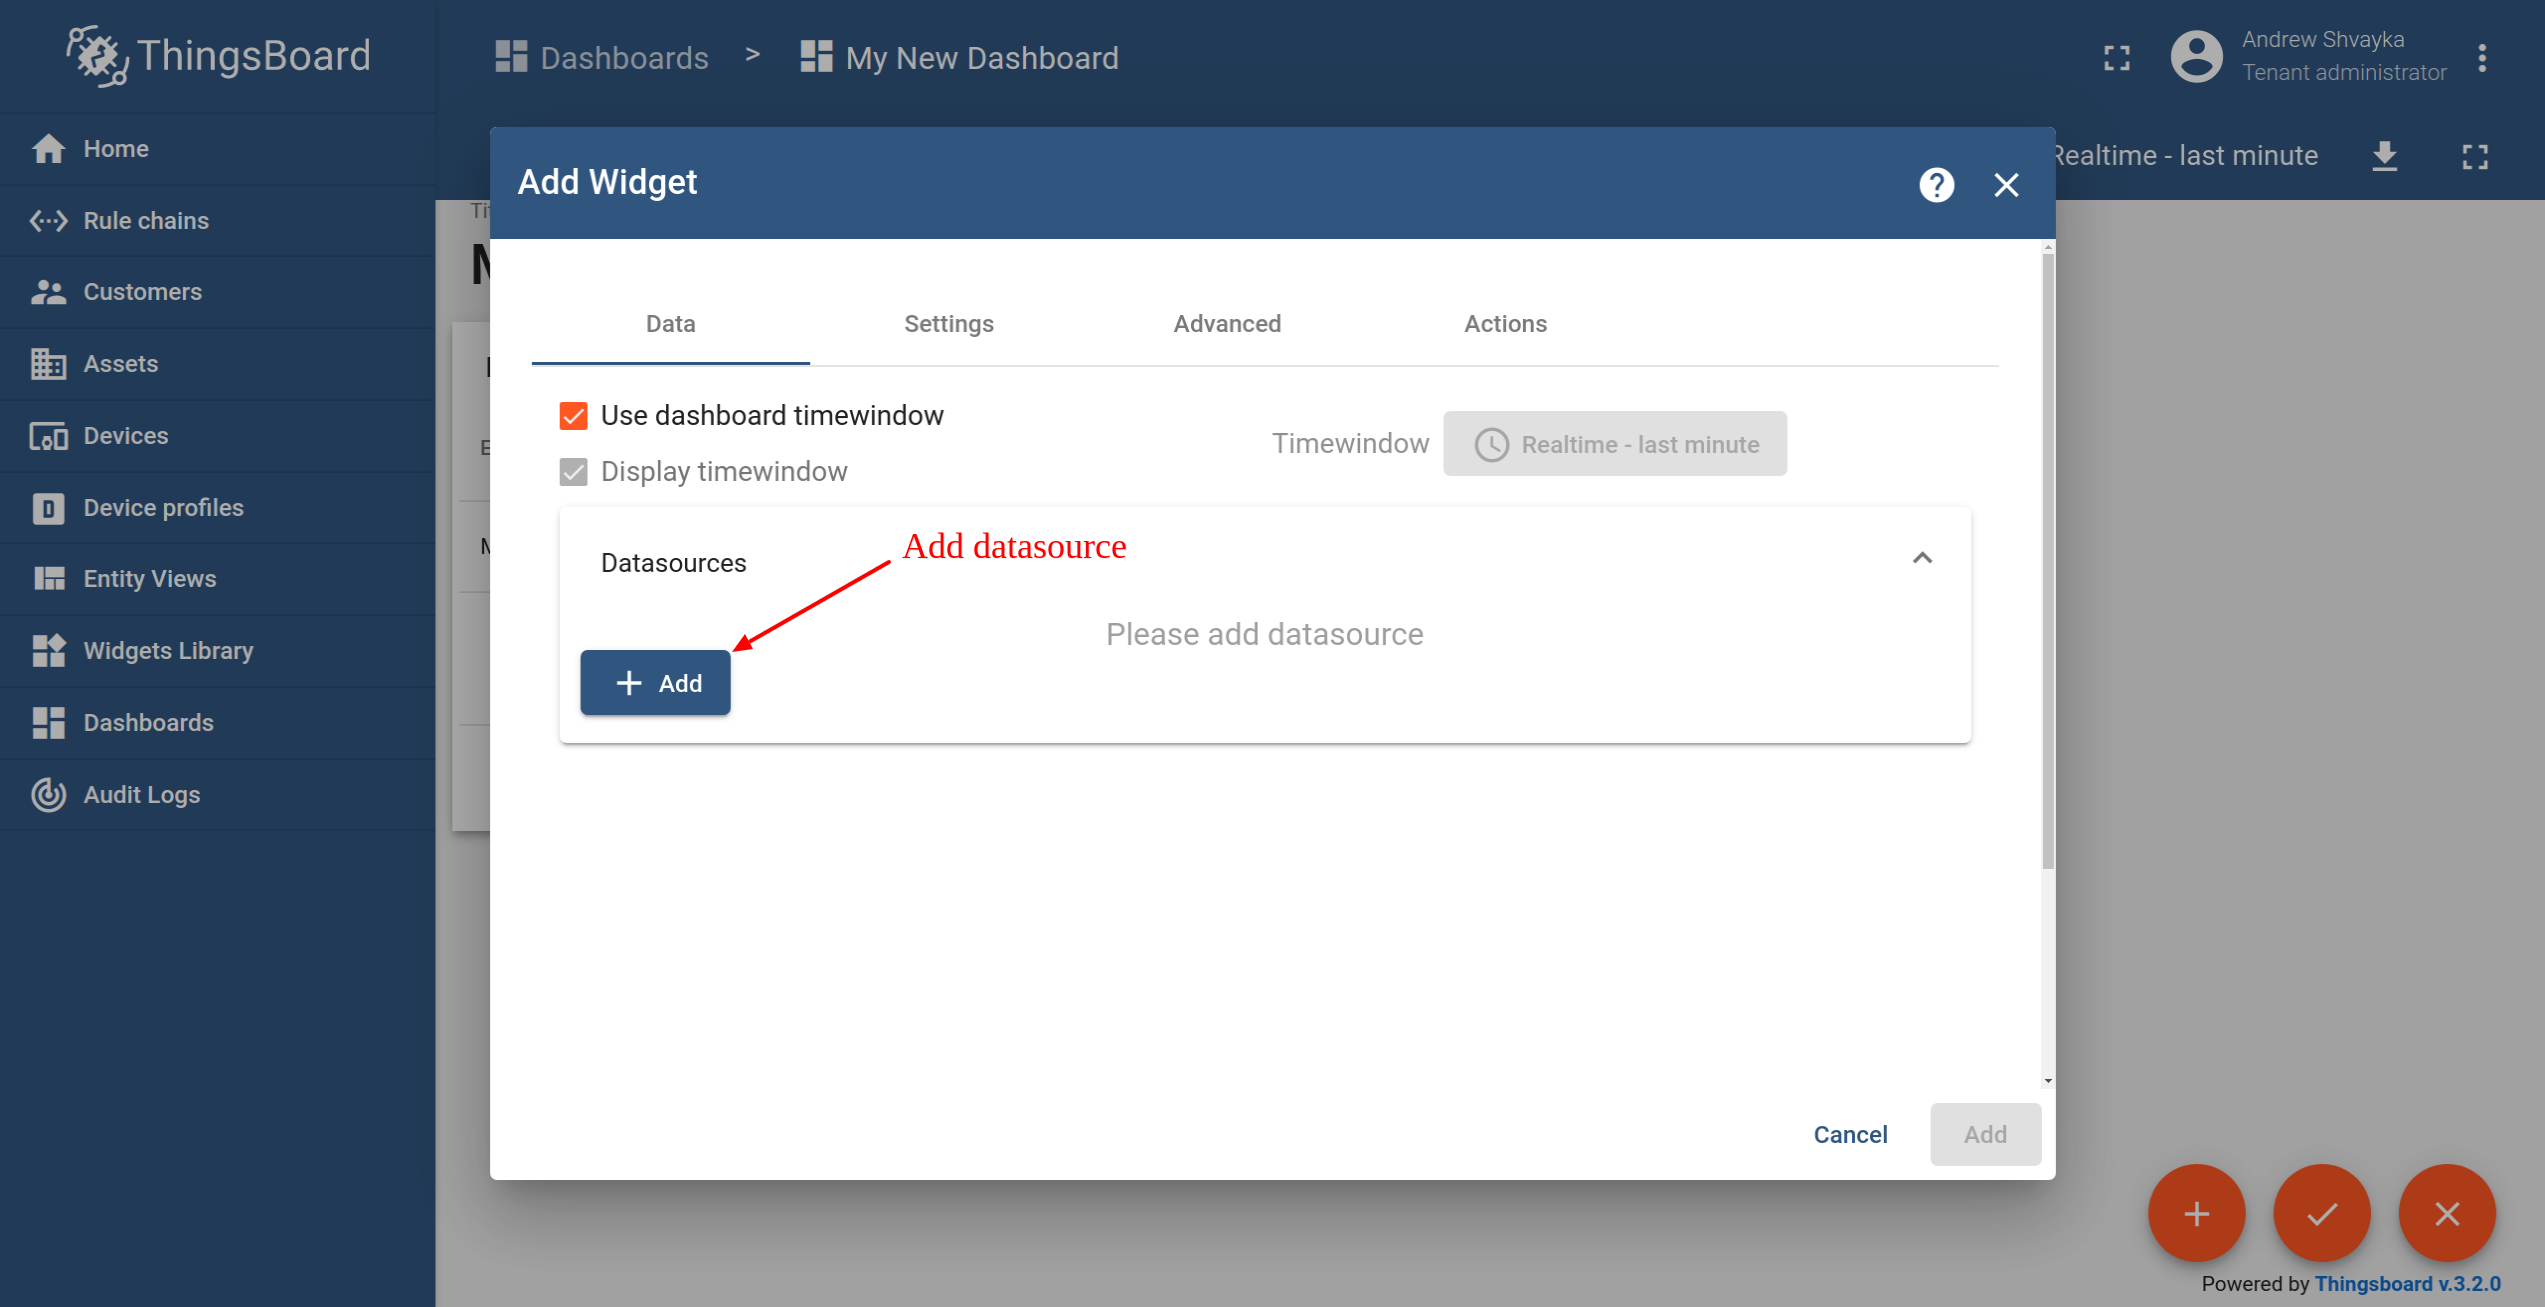 ThingsBoard
Dashboards > My New Dashboard
Andrew Shvayka
Tenant administrator
Home
Rule chains
Customers
Assets
Devices
Device profiles
Entity Views
Widgets Library
Dashboards
Audit Logs
Realtime - last minute
Add Widget
Data Settings Advanced Actions
Use dashboard timewindow
Display timewindow
Timewindow Realtime - last minute
Datasources
Add datasource
Please add datasource
+ Add
Cancel Add
Powered by Thingsboard v.3.2.0